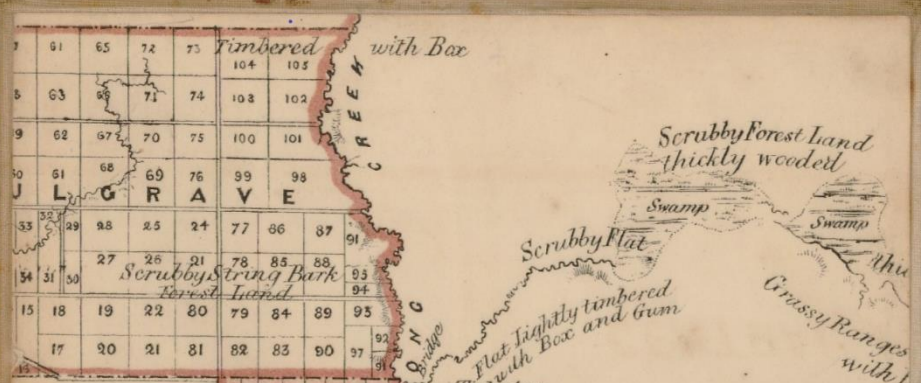 61 65 72 73 Timbered with Box
104 105
63 71 74 103 102
CREEK
62 67 70 75 100 101
Scrubby Forest Land
thickly wooded
61 68 69 76 99 98
ULGRAVE
Swamp
Swamp
33 32 29 28 25 24 77 86 87 91
Scrubby Flat
27 26 21 78 85 88
34 31 30 Scrubby String Bark 95
Forest Land 94
15 18 19 22 80 79 84 89 93
Grassy Ranges
with
Flat Lightly timbered
with Box and Gum
ONG
Bridge
17 20 21 81 82 83 90 97 92
91